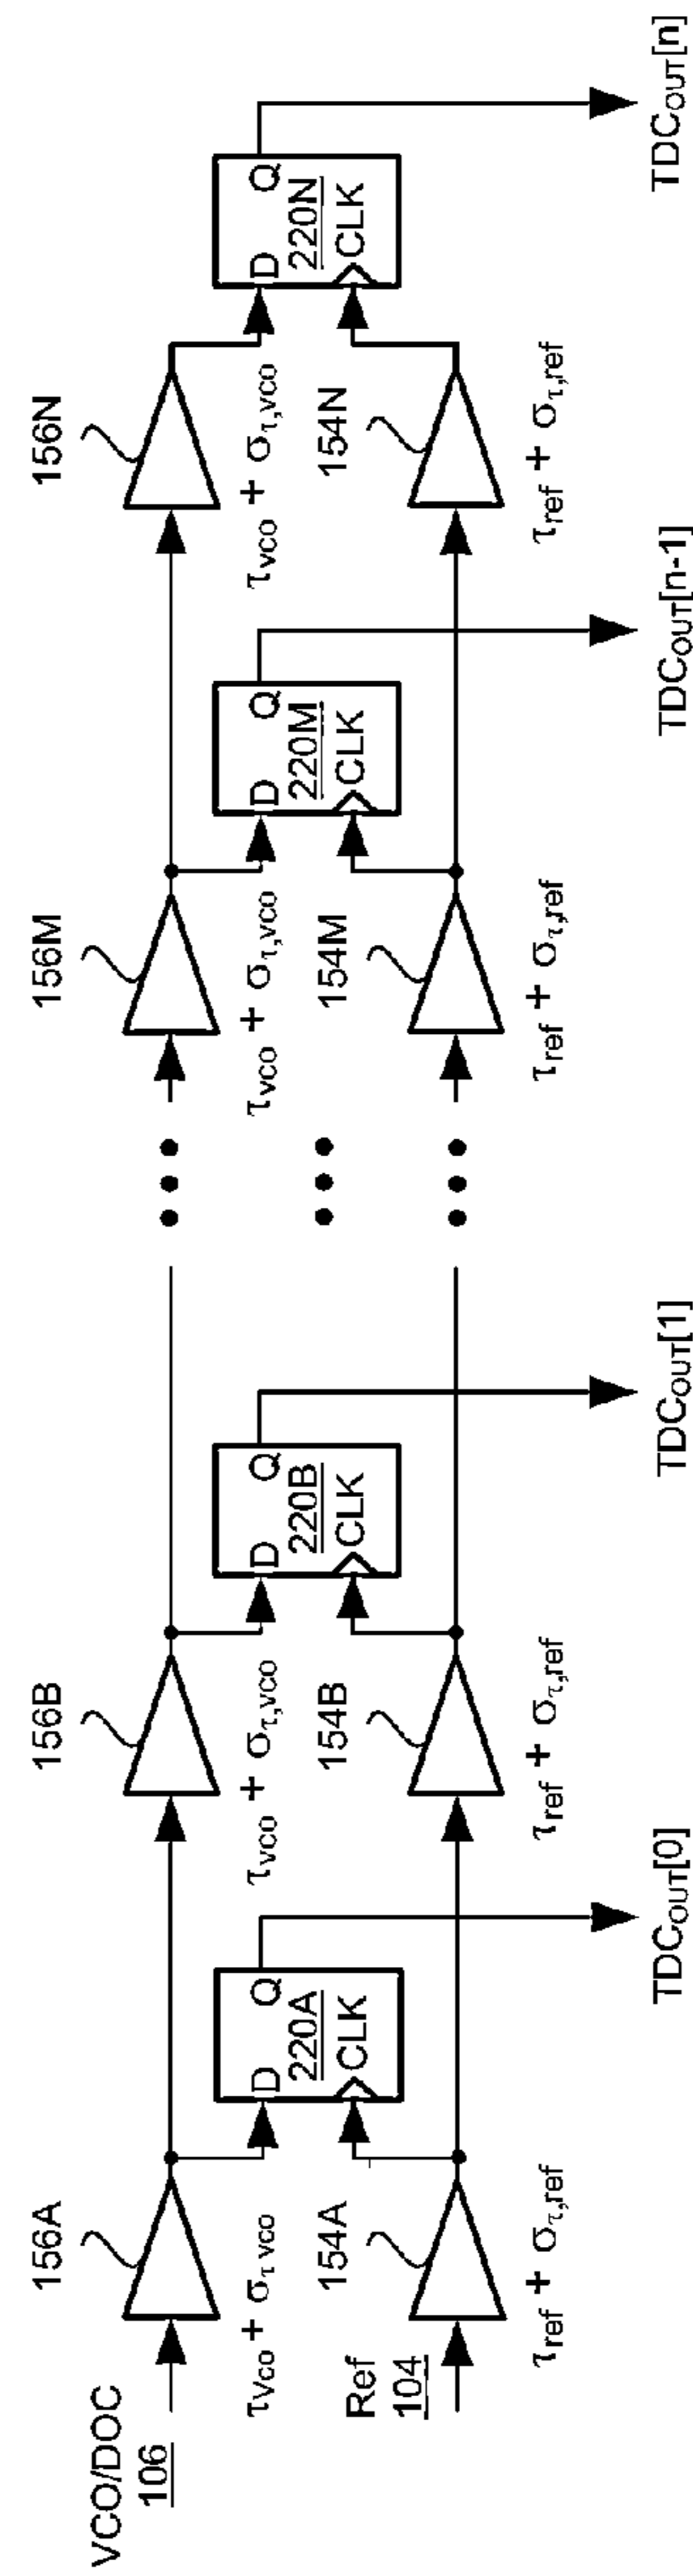 156A
156B
156M
156N
VCO/DOC
106
τVco + στ vco
τvco + στ,vco
τvco + στ,vco
τvco + στ,vco
D Q
220A
CLK
D Q
220B
CLK
D Q
220M
CLK
D Q
220N
CLK
Ref
104
154A
154B
154M
154N
τref + στ,ref
τref + στ,ref
τref + στ,ref
τref + στ,ref
TDCOUT[0]
TDCOUT[1]
TDCOUT[n-1]
TDCOUT[n]